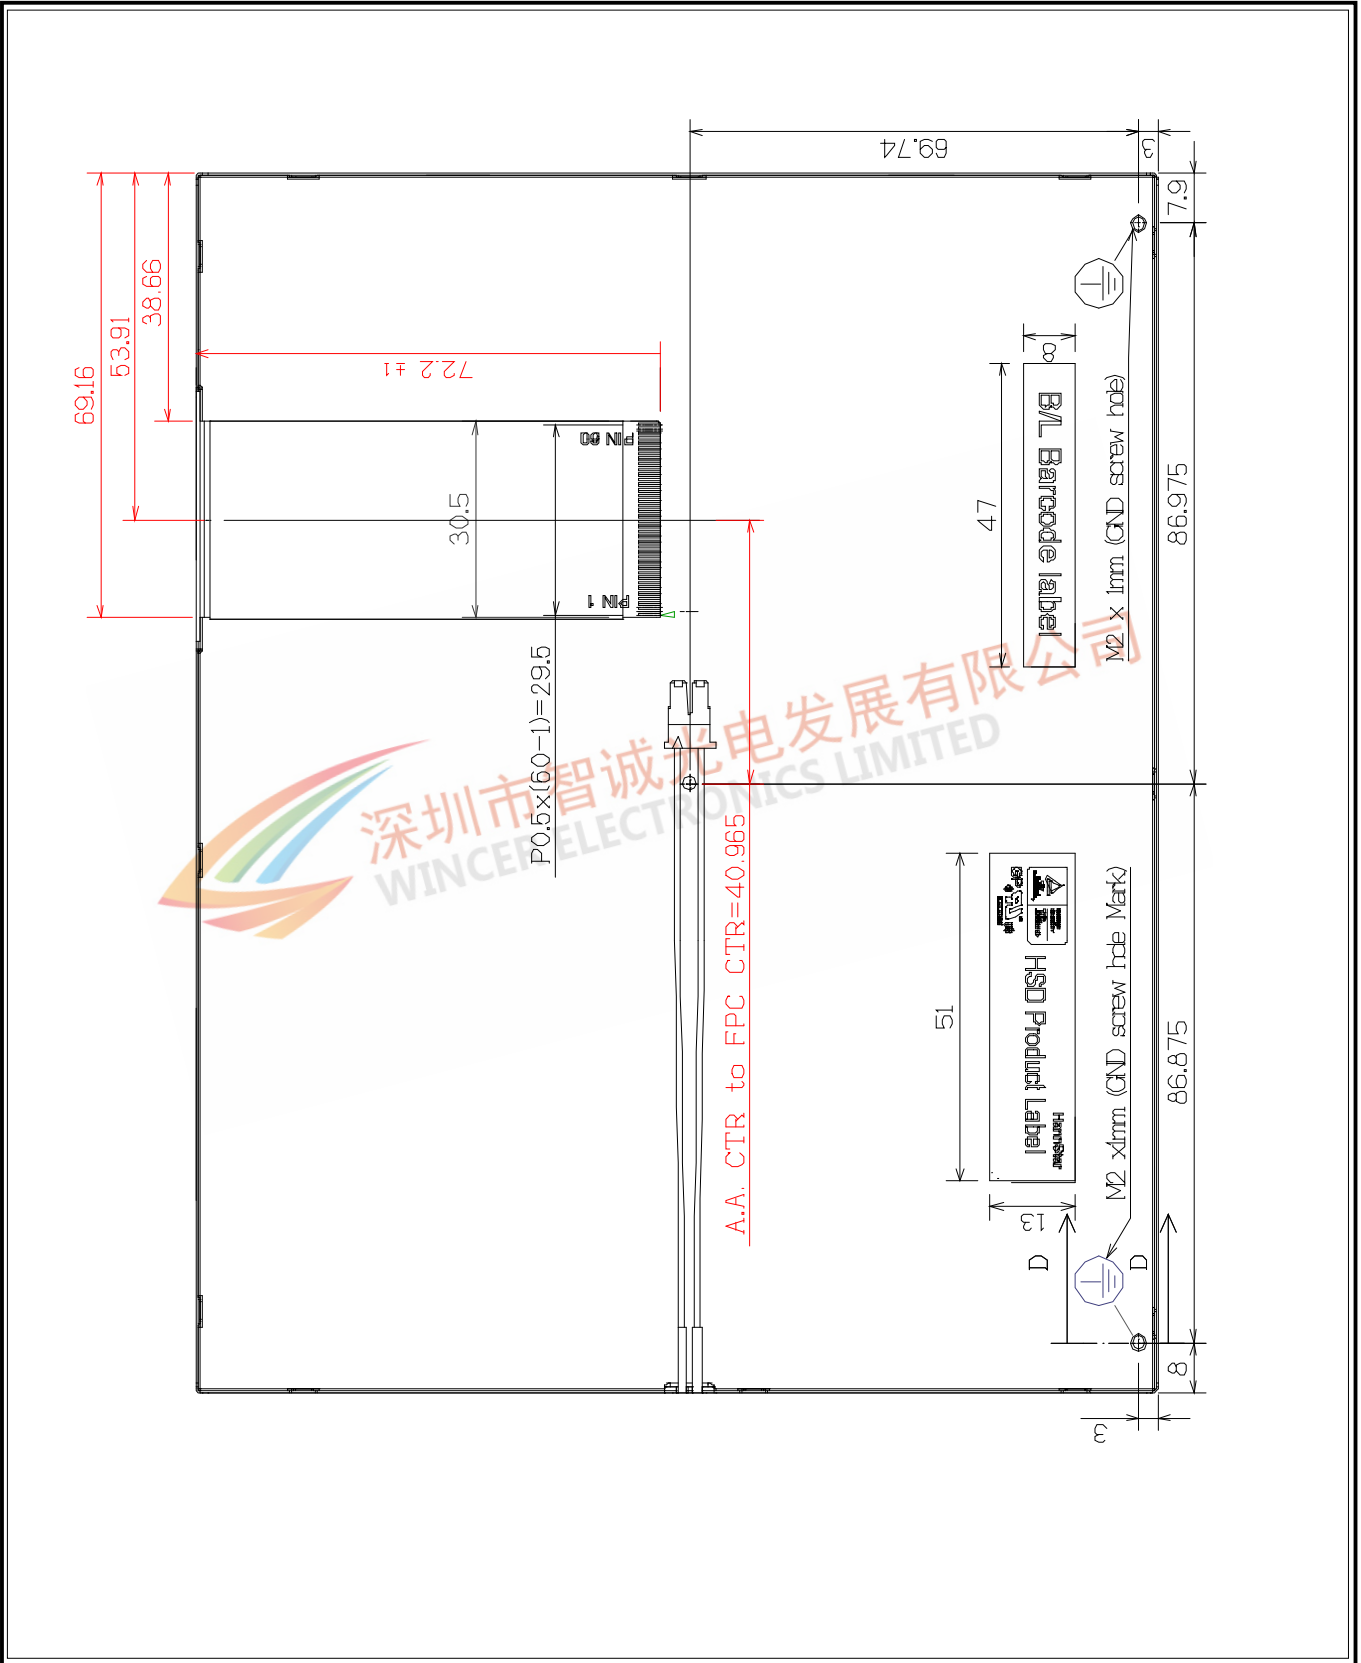 69.74
3
7.9
38.66
53.91
69.16
72.2 ±1
PIN 60
30.5
PIN 1
P0.5x(60-1)=29.5
8
47
B/L Barcode label
M2 x 1mm (GND screw hole)
86.975
深圳市智诚光电发展有限公司
WINCER ELECTRONICS LIMITED
A.A. CTR to FPC CTR=40.965
GP
HSD Product Label
HannStar
51
13
M2 x1mm (GND screw hole Mark)
86.875
D
D
8
3